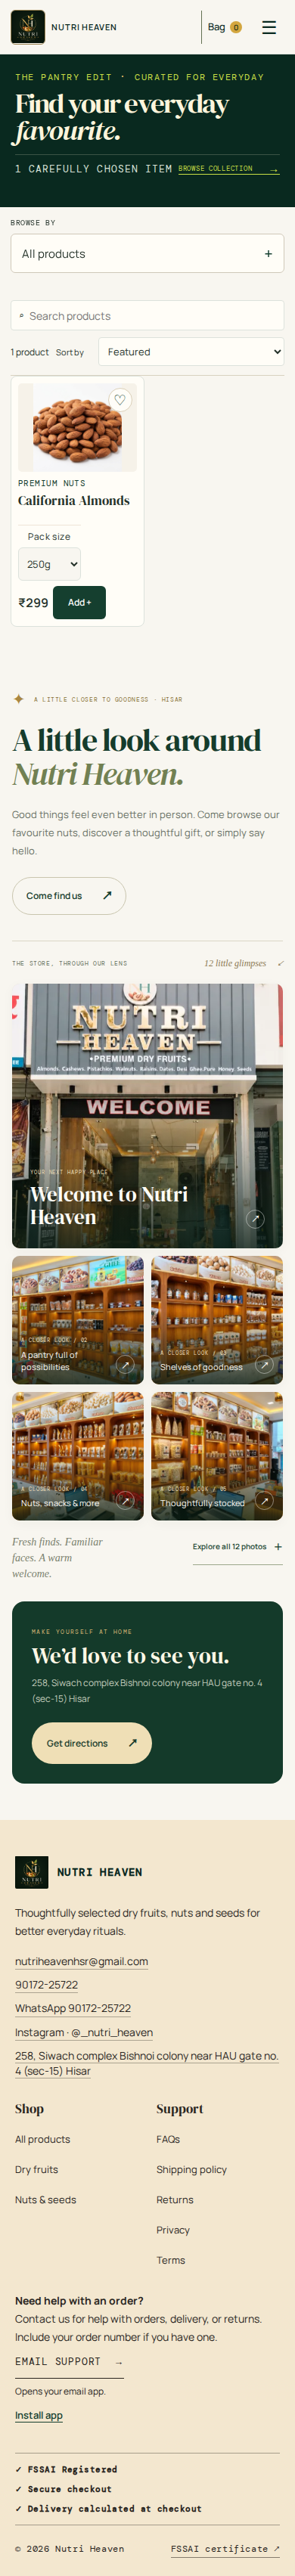 NUTRI HEAVEN
Bag 0
THE PANTRY EDIT · CURATED FOR EVERYDAY
Find your everyday
favourite.
1 CAREFULLY CHOSEN ITEM BROWSE COLLECTION →
BROWSE BY
All products +
Search products
1 product Sort by Featured
PREMIUM NUTS
California Almonds
Pack size
250g
₹299 Add +
A LITTLE CLOSER TO GOODNESS · HISAR
A little look around
Nutri Heaven.
Good things feel even better in person. Come browse our
favourite nuts, discover a thoughtful gift, or simply say
hello.
Come find us ↗
THE STORE, THROUGH OUR LENS 12 little glimpses ↙
NUTRI
HEAVEN
•PREMIUM DRY FRUITS•
WELCOME
YOUR NEXT HAPPY PLACE
Welcome to Nutri
Heaven
↗
A CLOSER LOOK / 02
A pantry full of
possibilities ↗
A CLOSER LOOK / 03
Shelves of goodness ↗
A CLOSER LOOK / 04
Nuts, snacks & more ↗
A CLOSER LOOK / 05
Thoughtfully stocked ↗
Fresh finds. Familiar
faces. A warm
welcome.
Explore all 12 photos +
MAKE YOURSELF AT HOME
We’d love to see you.
258, Siwach complex Bishnoi colony near HAU gate no. 4
(sec-15) Hisar
Get directions ↗
NUTRI HEAVEN
Thoughtfully selected dry fruits, nuts and seeds for
better everyday rituals.
nutriheavenhsr@gmail.com
90172-25722
WhatsApp 90172-25722
Instagram · @_nutri_heaven
258, Siwach complex Bishnoi colony near HAU gate no.
4 (sec-15) Hisar
Shop
All products
Dry fruits
Nuts & seeds
Support
FAQs
Shipping policy
Returns
Privacy
Terms
Need help with an order?
Contact us for help with orders, delivery, or returns.
Include your order number if you have one.
EMAIL SUPPORT →
Opens your email app.
Install app
✓ FSSAI Registered
✓ Secure checkout
✓ Delivery calculated at checkout
© 2026 Nutri Heaven FSSAI certificate ↗